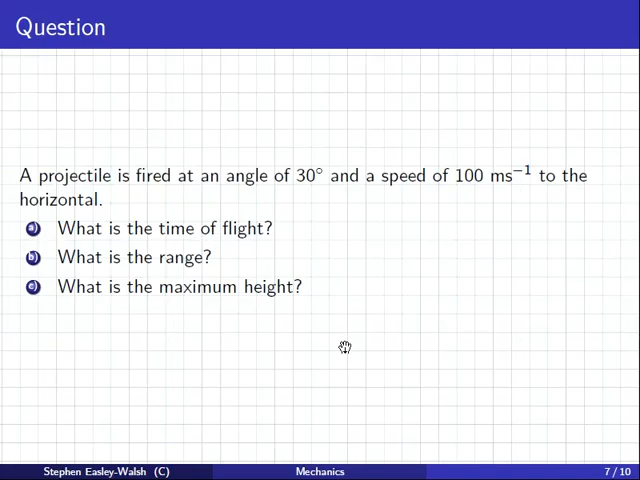 Question
A projectile is fired at an angle of 30° and a speed of 100 ms⁻¹ to the
horizontal.
a) What is the time of flight?
b) What is the range?
c) What is the maximum height?
Stephen Easley-Walsh (C) Mechanics 7 / 10